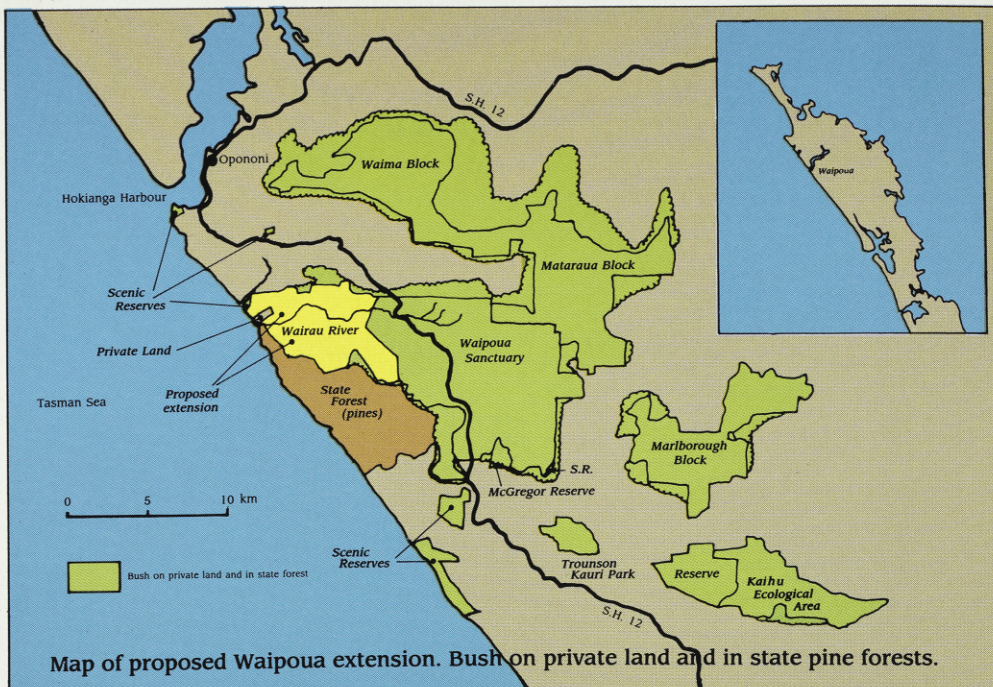 S.H. 12
Opononi
Waima Block
Hokianga Harbour
Waipoua
Mataraua Block
Scenic
Reserves
Wairau River
Waipoua
Sanctuary
Private Land
Proposed
extension
State
Forest
(pines)
Tasman Sea
Marlborough
Block
S.R.
McGregor Reserve
0 5 10 km
Scenic
Reserves
Trounson
Kauri Park
Reserve
Kaihu
Ecological
Area
Bush on private land and in state forest
S.H. 12
Map of proposed Waipoua extension. Bush on private land and in state pine forests.